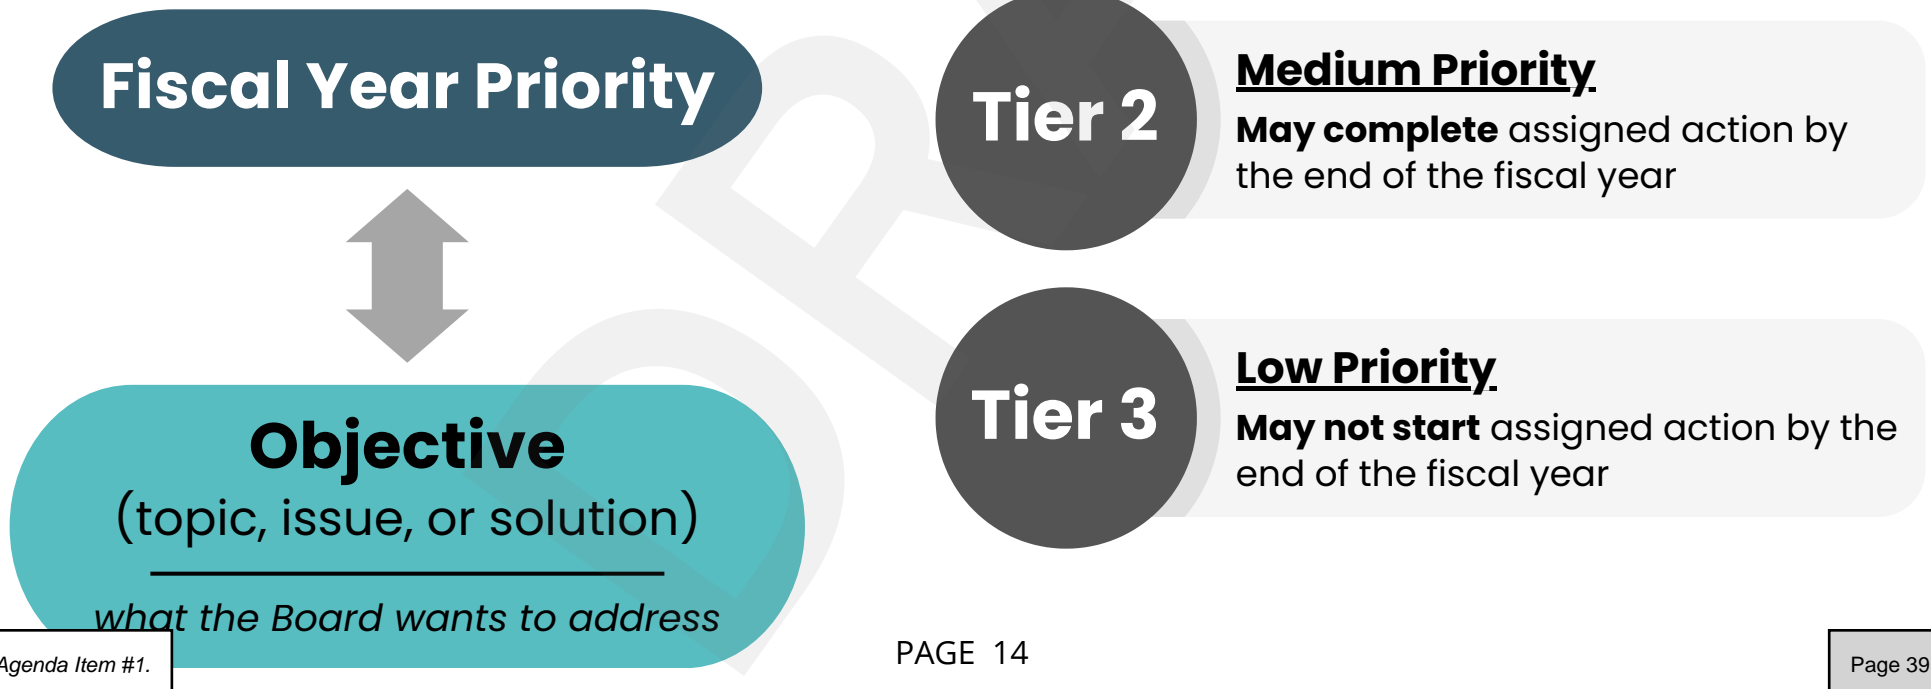 Fiscal Year Priority
Objective
(topic, issue, or solution)
what the Board wants to address
Tier 2
Medium Priority
May complete assigned action by
the end of the fiscal year
Tier 3
Low Priority
May not start assigned action by the
end of the fiscal year
Agenda Item #1.
PAGE 14
Page 39